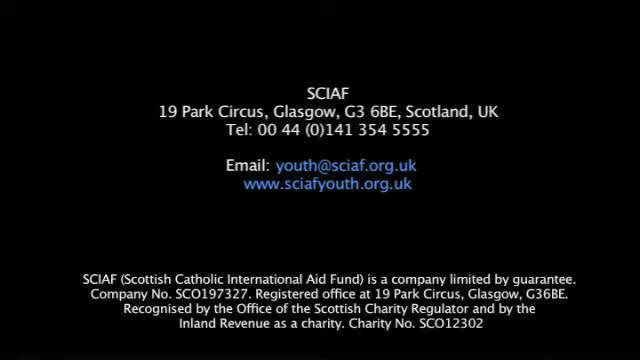 SCIAF
19 Park Circus, Glasgow, G3 6BE, Scotland, UK
Tel: 00 44 (0)141 354 5555
Email: youth@sciaf.org.uk
www.sciafyouth.org.uk
SCIAF (Scottish Catholic International Aid Fund) is a company limited by guarantee.
Company No. SCO197327. Registered office at 19 Park Circus, Glasgow, G36BE.
Recognised by the Office of the Scottish Charity Regulator and by the
Inland Revenue as a charity. Charity No. SCO12302